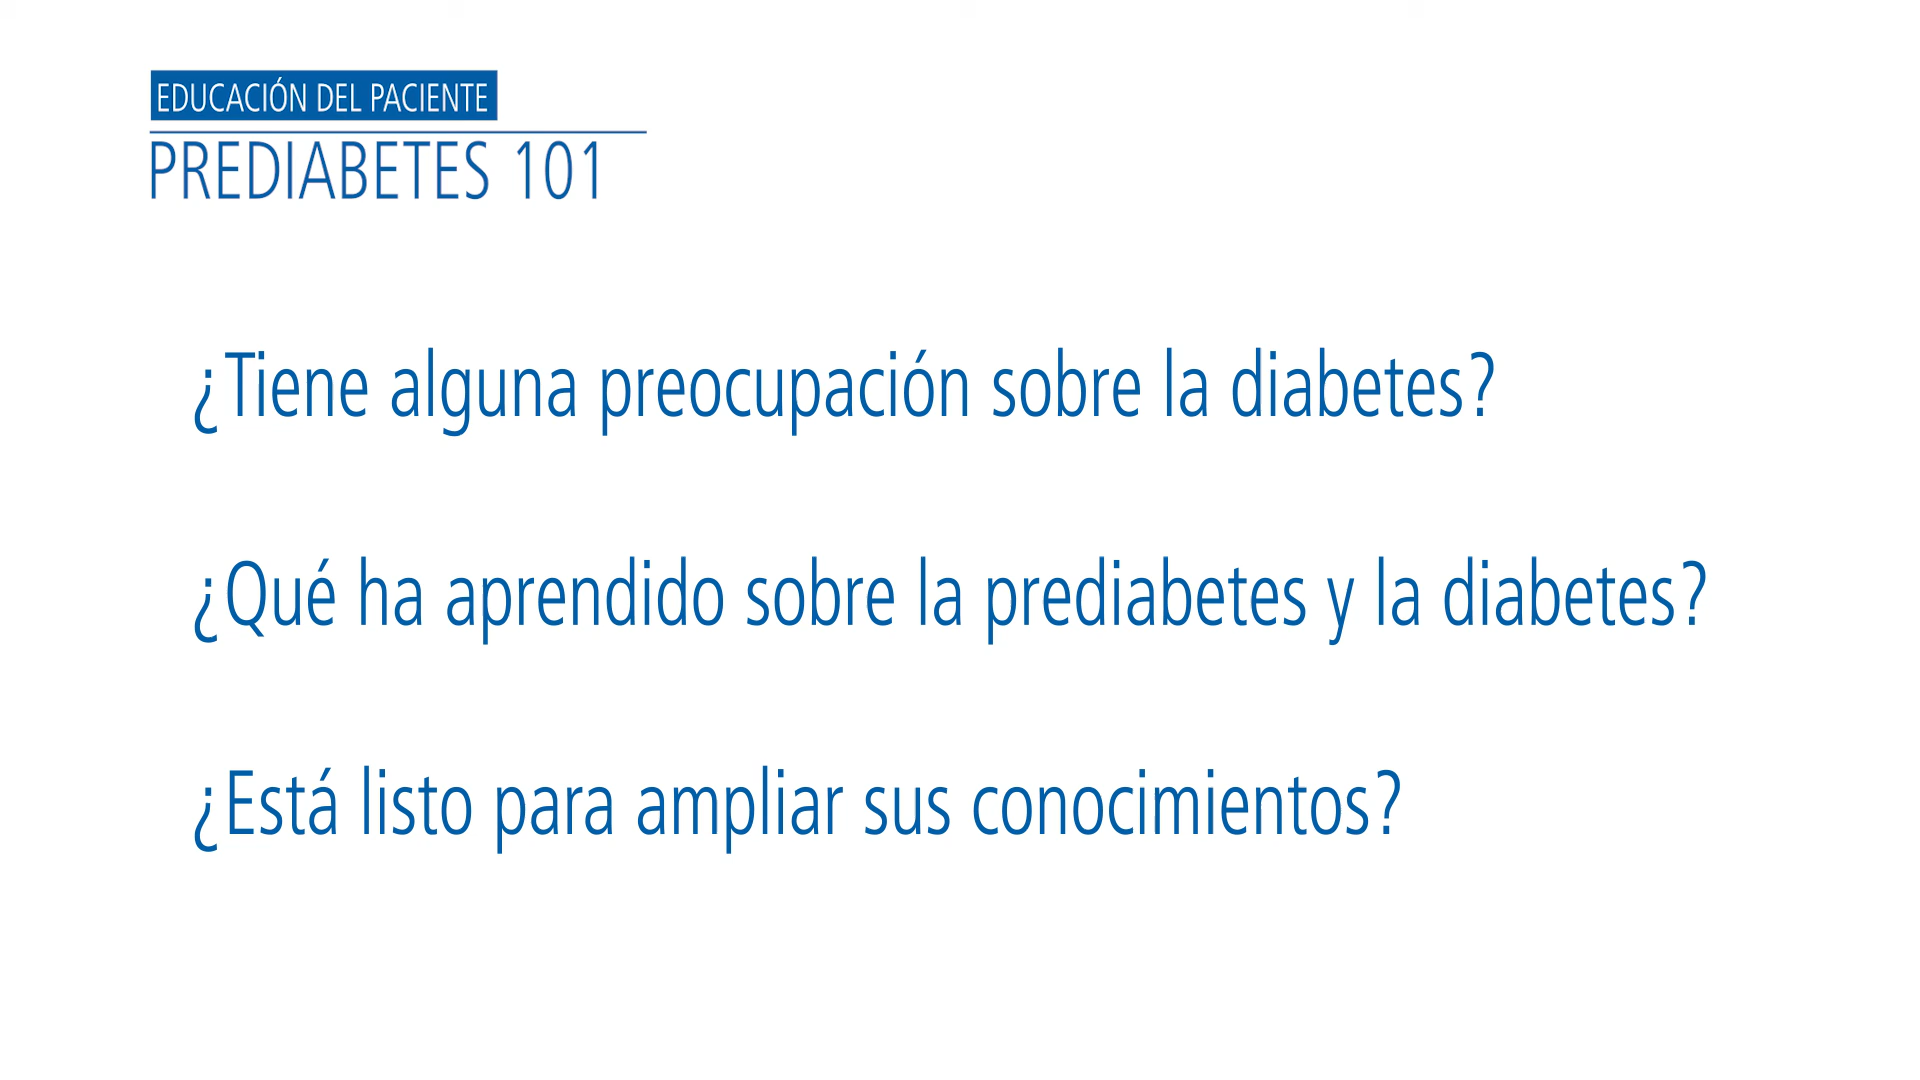 EDUCACIÓN DEL PACIENTE
PREDIABETES 101
¿Tiene alguna preocupación sobre la diabetes?
¿Qué ha aprendido sobre la prediabetes y la diabetes?
¿Está listo para ampliar sus conocimientos?